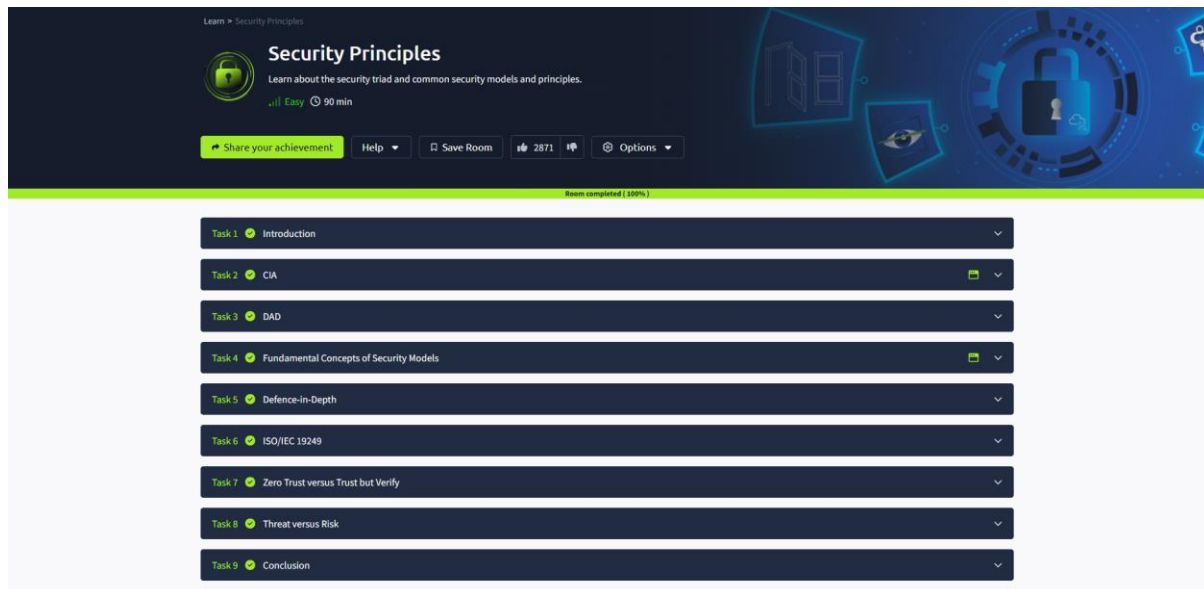 Learn > Security Principles
Security Principles
Learn about the security triad and common security models and principles.
Easy 90 min
Share your achievement Help Save Room 2871 Options
Room completed ( 100% )
Task 1 Introduction
Task 2 CIA
Task 3 DAD
Task 4 Fundamental Concepts of Security Models
Task 5 Defence-in-Depth
Task 6 ISO/IEC 19249
Task 7 Zero Trust versus Trust but Verify
Task 8 Threat versus Risk
Task 9 Conclusion